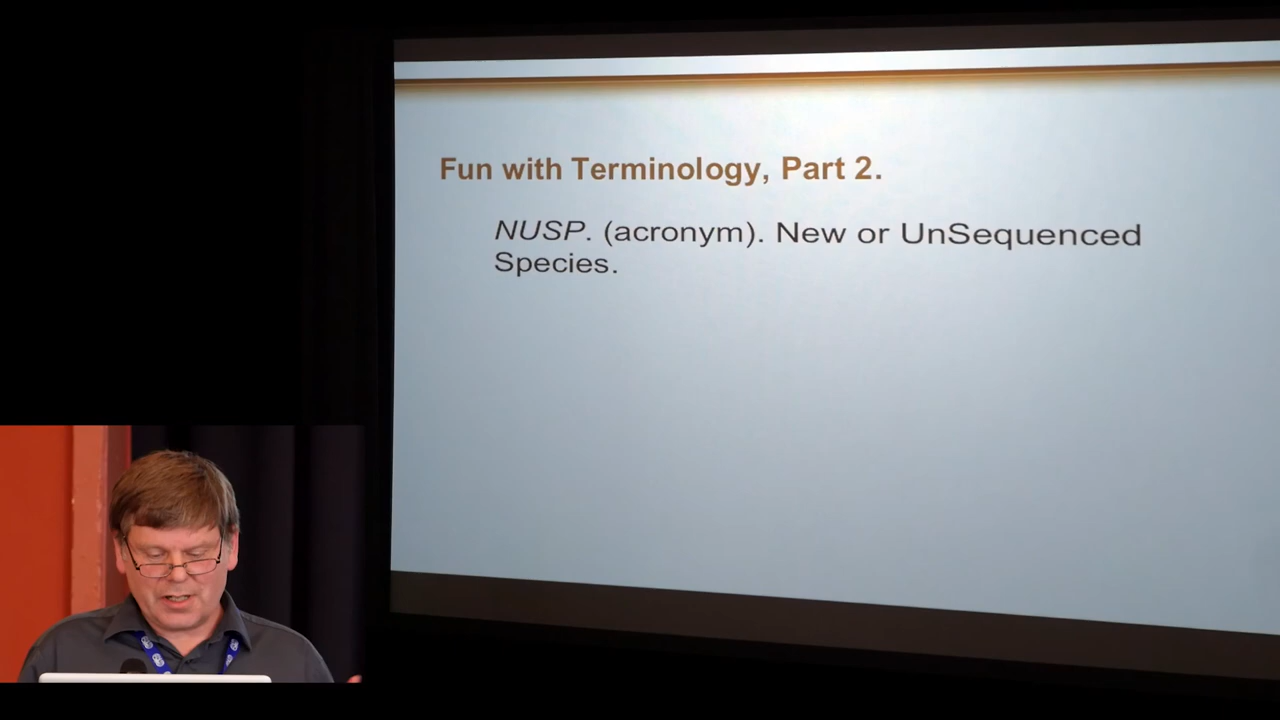 Fun with Terminology, Part 2.
NUSP. (acronym). New or UnSequenced
Species.